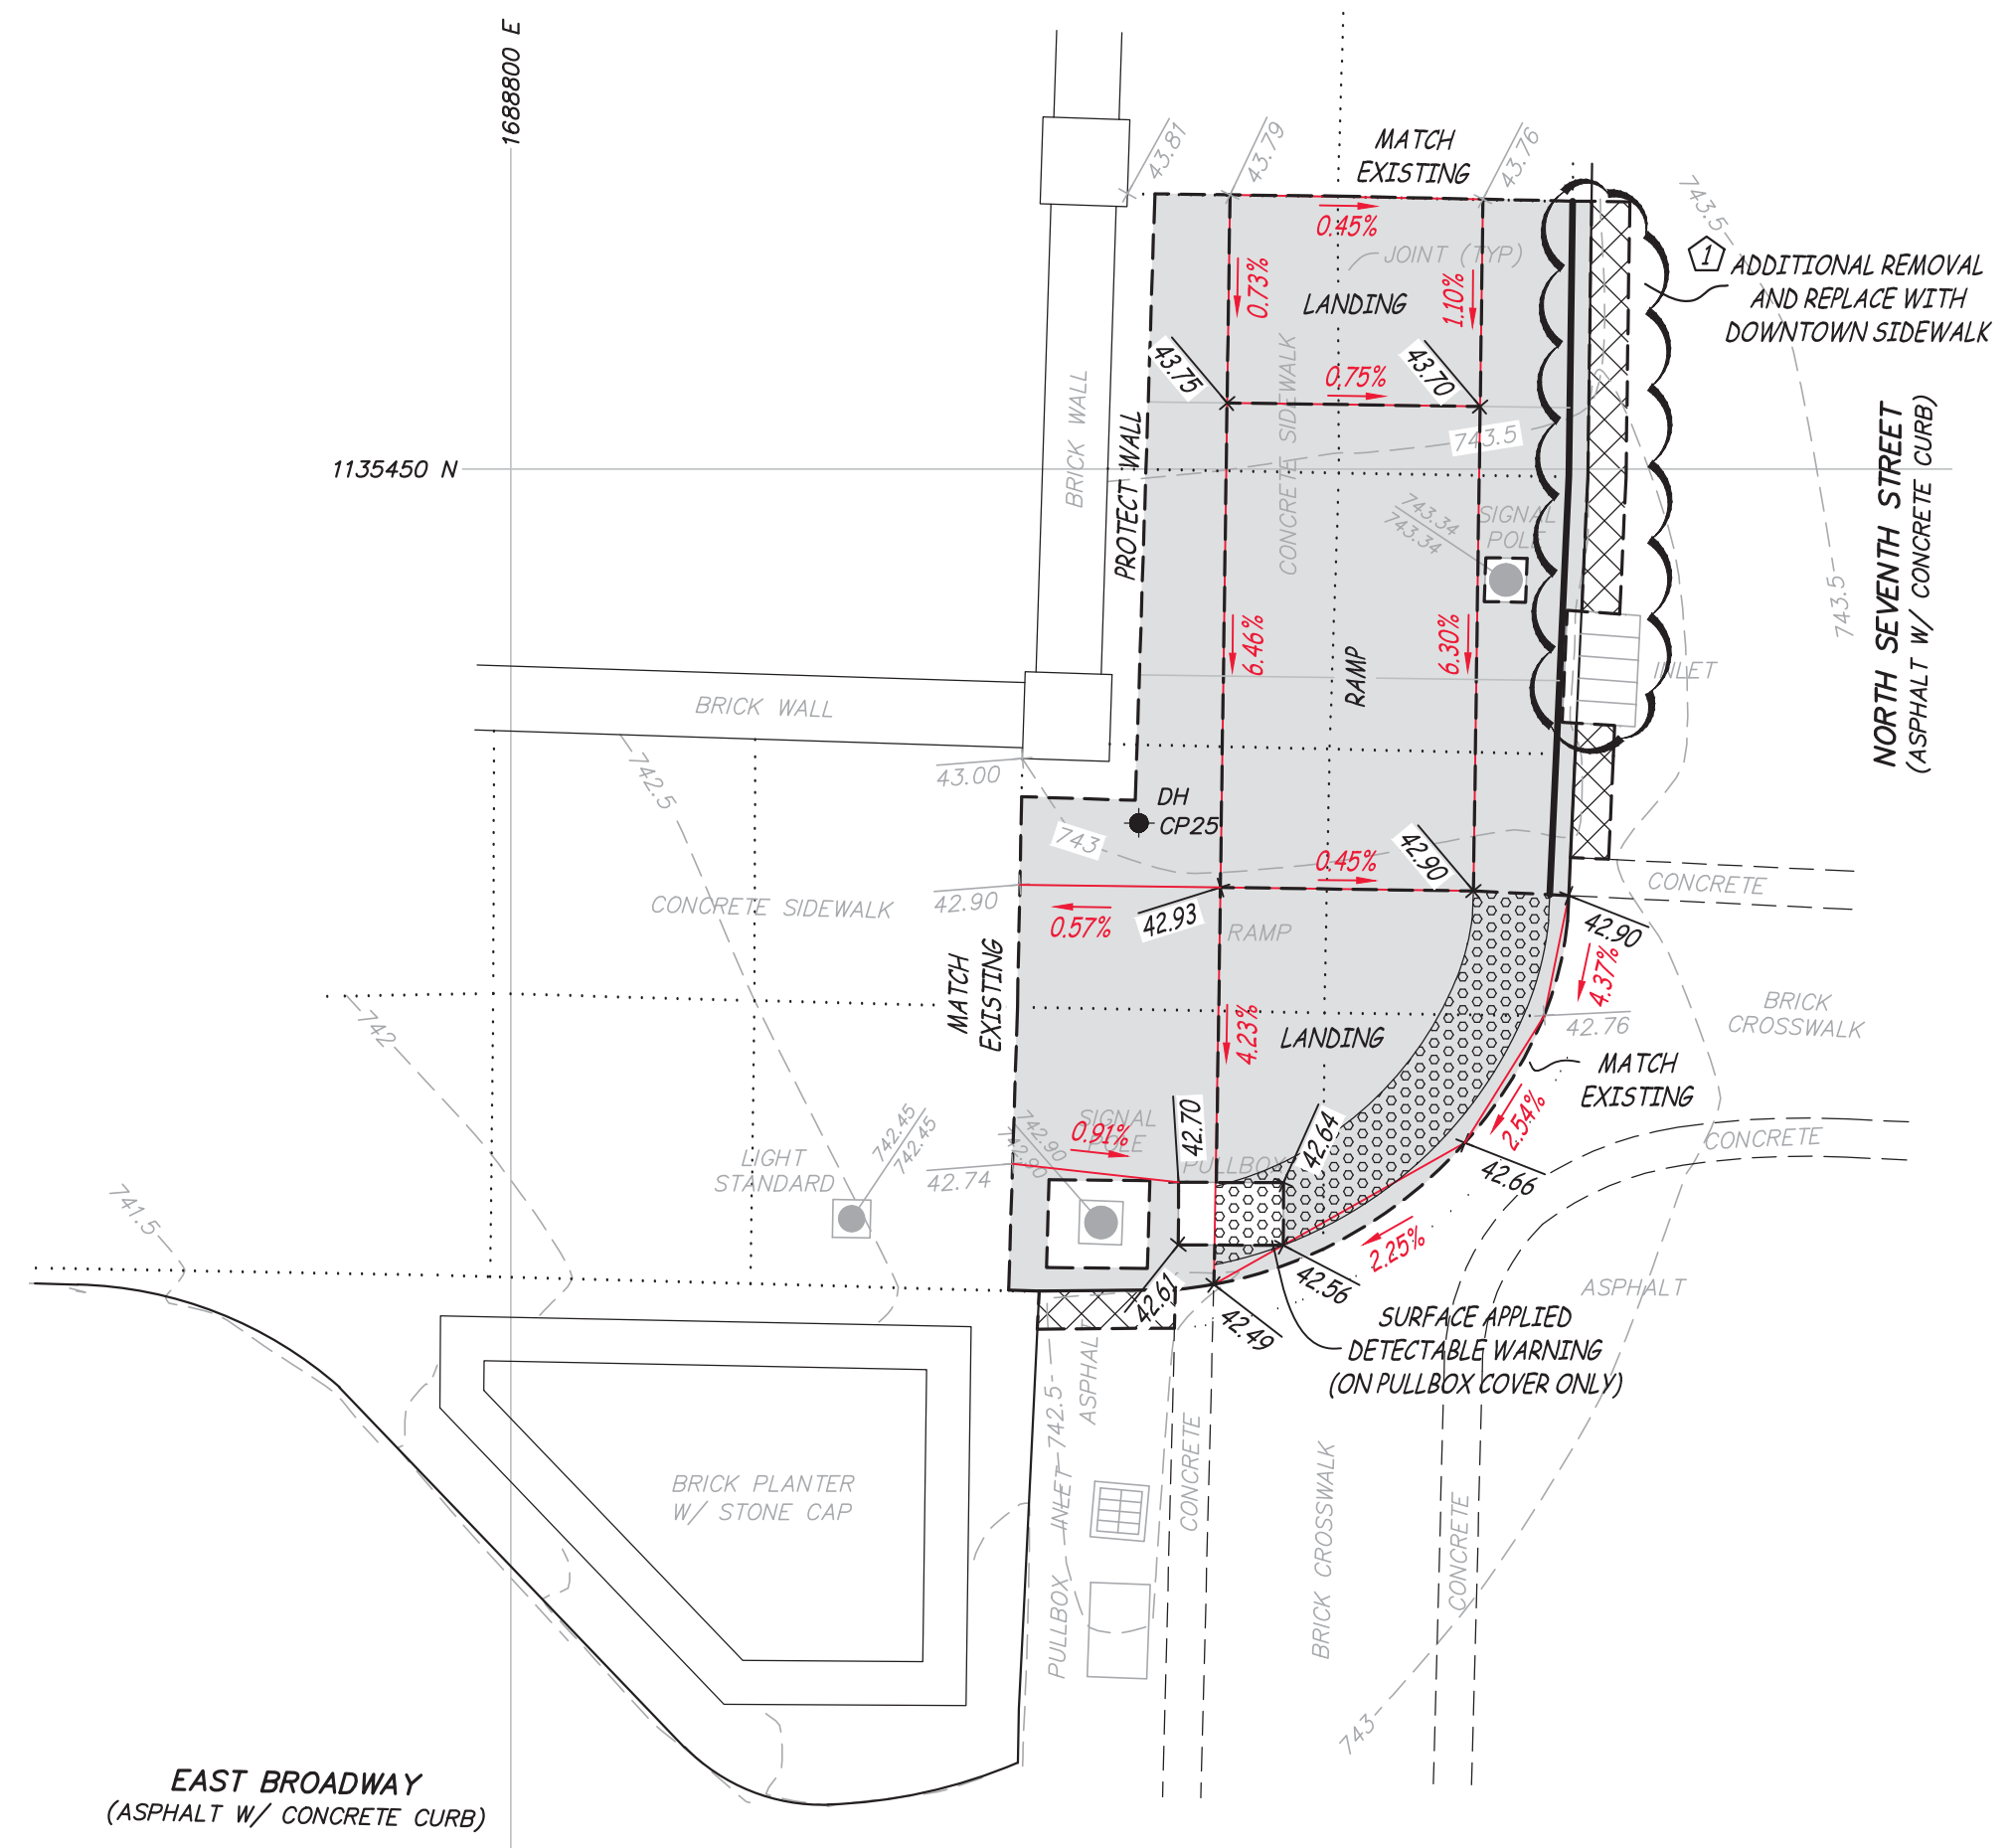 1688800 E
43.81
43.79
MATCH
EXISTING
43.76
0.45%
JOINT (TYP)
743.5
1
ADDITIONAL REMOVAL
AND REPLACE WITH
DOWNTOWN SIDEWALK
0.73%
LANDING
1.10%
43.75
0.75%
43.70
BRICK WALL
PROTECT WALL
CONCRETE SIDEWALK
743.5
1135450 N
NORTH SEVENTH STREET
(ASPHALT W/ CONCRETE CURB)
743.34
743.34
SIGNAL
POLE
743.5
6.46%
RAMP
6.30%
INLET
BRICK WALL
742.5
43.00
DH
CP25
743
0.45%
42.90
CONCRETE
CONCRETE SIDEWALK
42.90
0.57%
42.93
RAMP
42.90
4.37%
MATCH
EXISTING
742
4.23%
LANDING
42.76
BRICK
CROSSWALK
MATCH
EXISTING
742.45
742.45
742.90
742.90
SIGNAL
POLE
0.91%
42.70
42.64
2.54%
CONCRETE
LIGHT
STANDARD
42.74
PULLBOX
42.66
741.5
2.25%
42.61
42.56
42.49
ASPHALT
SURFACE APPLIED
DETECTABLE WARNING
(ON PULLBOX COVER ONLY)
ASPHALT
742.5
INLET
PULLBOX
CONCRETE
BRICK CROSSWALK
CONCRETE
BRICK PLANTER
W/ STONE CAP
743
EAST BROADWAY
(ASPHALT W/ CONCRETE CURB)